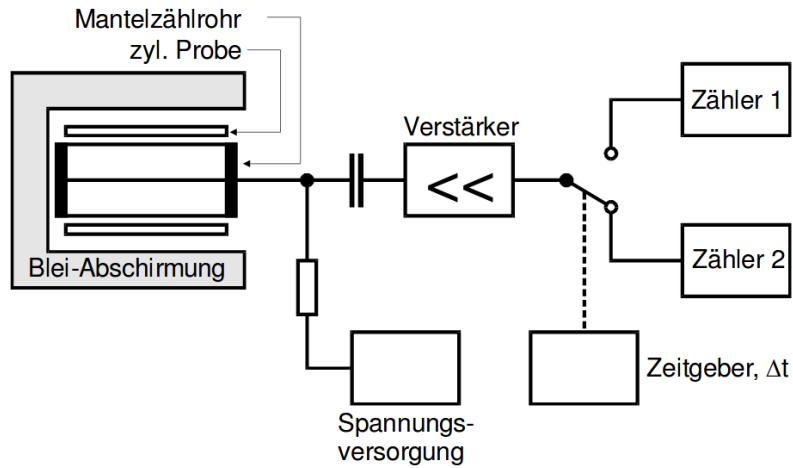 Mantelzählrohr
zyl. Probe
Verstärker
<<
Zähler 1
Blei-Abschirmung
Zähler 2
Zeitgeber, Δt
Spannungs-
versorgung